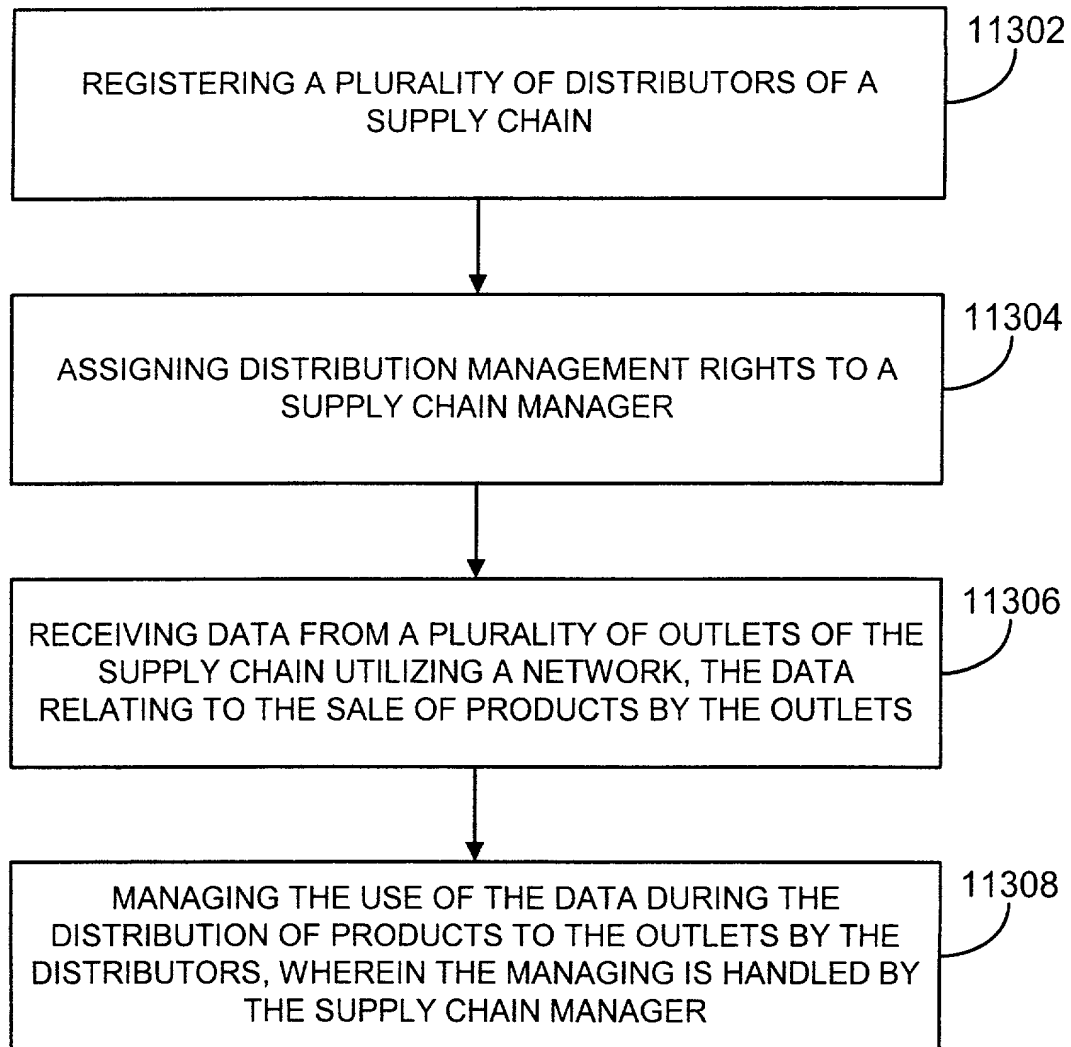 11302
REGISTERING A PLURALITY OF DISTRIBUTORS OF A
SUPPLY CHAIN
11304
ASSIGNING DISTRIBUTION MANAGEMENT RIGHTS TO A
SUPPLY CHAIN MANAGER
11306
RECEIVING DATA FROM A PLURALITY OF OUTLETS OF THE
SUPPLY CHAIN UTILIZING A NETWORK, THE DATA
RELATING TO THE SALE OF PRODUCTS BY THE OUTLETS
11308
MANAGING THE USE OF THE DATA DURING THE
DISTRIBUTION OF PRODUCTS TO THE OUTLETS BY THE
DISTRIBUTORS, WHEREIN THE MANAGING IS HANDLED BY
THE SUPPLY CHAIN MANAGER